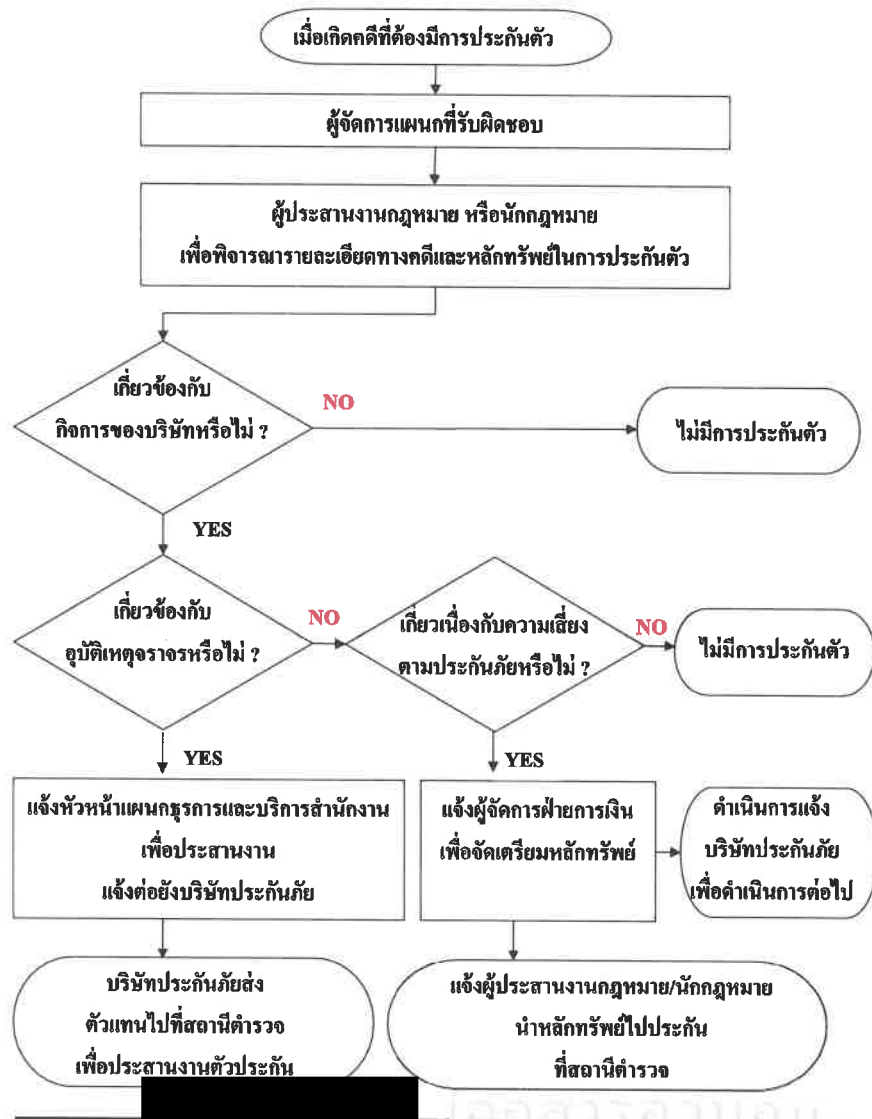 เมื่อเกิดคดีที่ต้องมีการประกันตัว
ผู้จัดการแผนกที่รับผิดชอบ
ผู้ประสานงานกฎหมาย หรือนักกฎหมาย
เพื่อพิจารณารายละเอียดทางคดีและหลักทรัพย์ในการประกันตัว
เกี่ยวข้องกับ
กิจการของบริษัทหรือไม่ ?
NO
ไม่มีการประกันตัว
YES
เกี่ยวข้องกับ
อุบัติเหตุจราจรหรือไม่ ?
NO
เกี่ยวเนื่องกับความเสี่ยง
ตามประกันภัยหรือไม่ ?
NO
ไม่มีการประกันตัว
YES
YES
แจ้งหัวหน้าแผนกธุรการและบริการสำนักงาน
เพื่อประสานงาน
แจ้งต่อยังบริษัทประกันภัย
แจ้งผู้จัดการฝ่ายการเงิน
เพื่อจัดเตรียมหลักทรัพย์
ดำเนินการแจ้ง
บริษัทประกันภัย
เพื่อดำเนินการต่อไป
บริษัทประกันภัยส่ง
ตัวแทนไปที่สถานีตำรวจ
เพื่อประสานงานตัวประกัน
แจ้งผู้ประสานงานกฎหมาย/นักกฎหมาย
นำหลักทรัพย์ไปประกัน
ที่สถานีตำรวจ